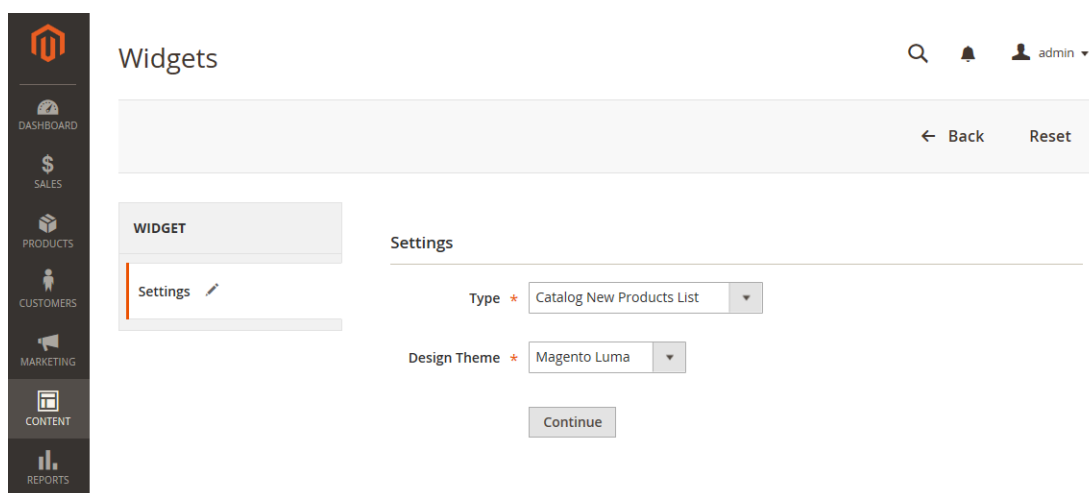 Widgets
admin
DASHBOARD
← Back Reset
SALES
WIDGET
PRODUCTS
Settings
Settings
CUSTOMERS
Type * Catalog New Products List
MARKETING
Design Theme * Magento Luma
CONTENT
Continue
REPORTS